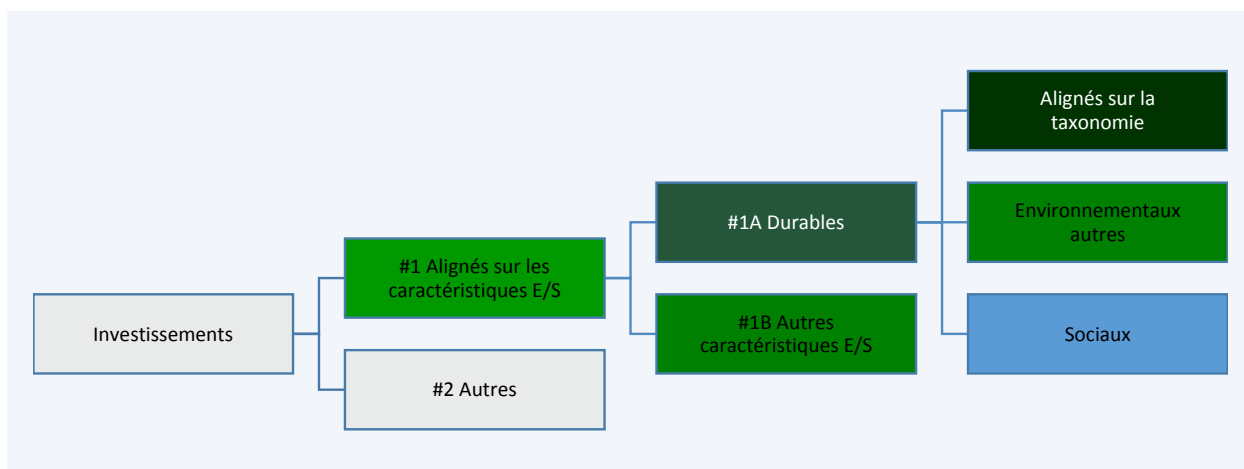 Investissements
#1 Alignés sur les
caractéristiques E/S
#2 Autres
#1A Durables
#1B Autres
caractéristiques E/S
Alignés sur la
taxonomie
Environnementaux
autres
Sociaux